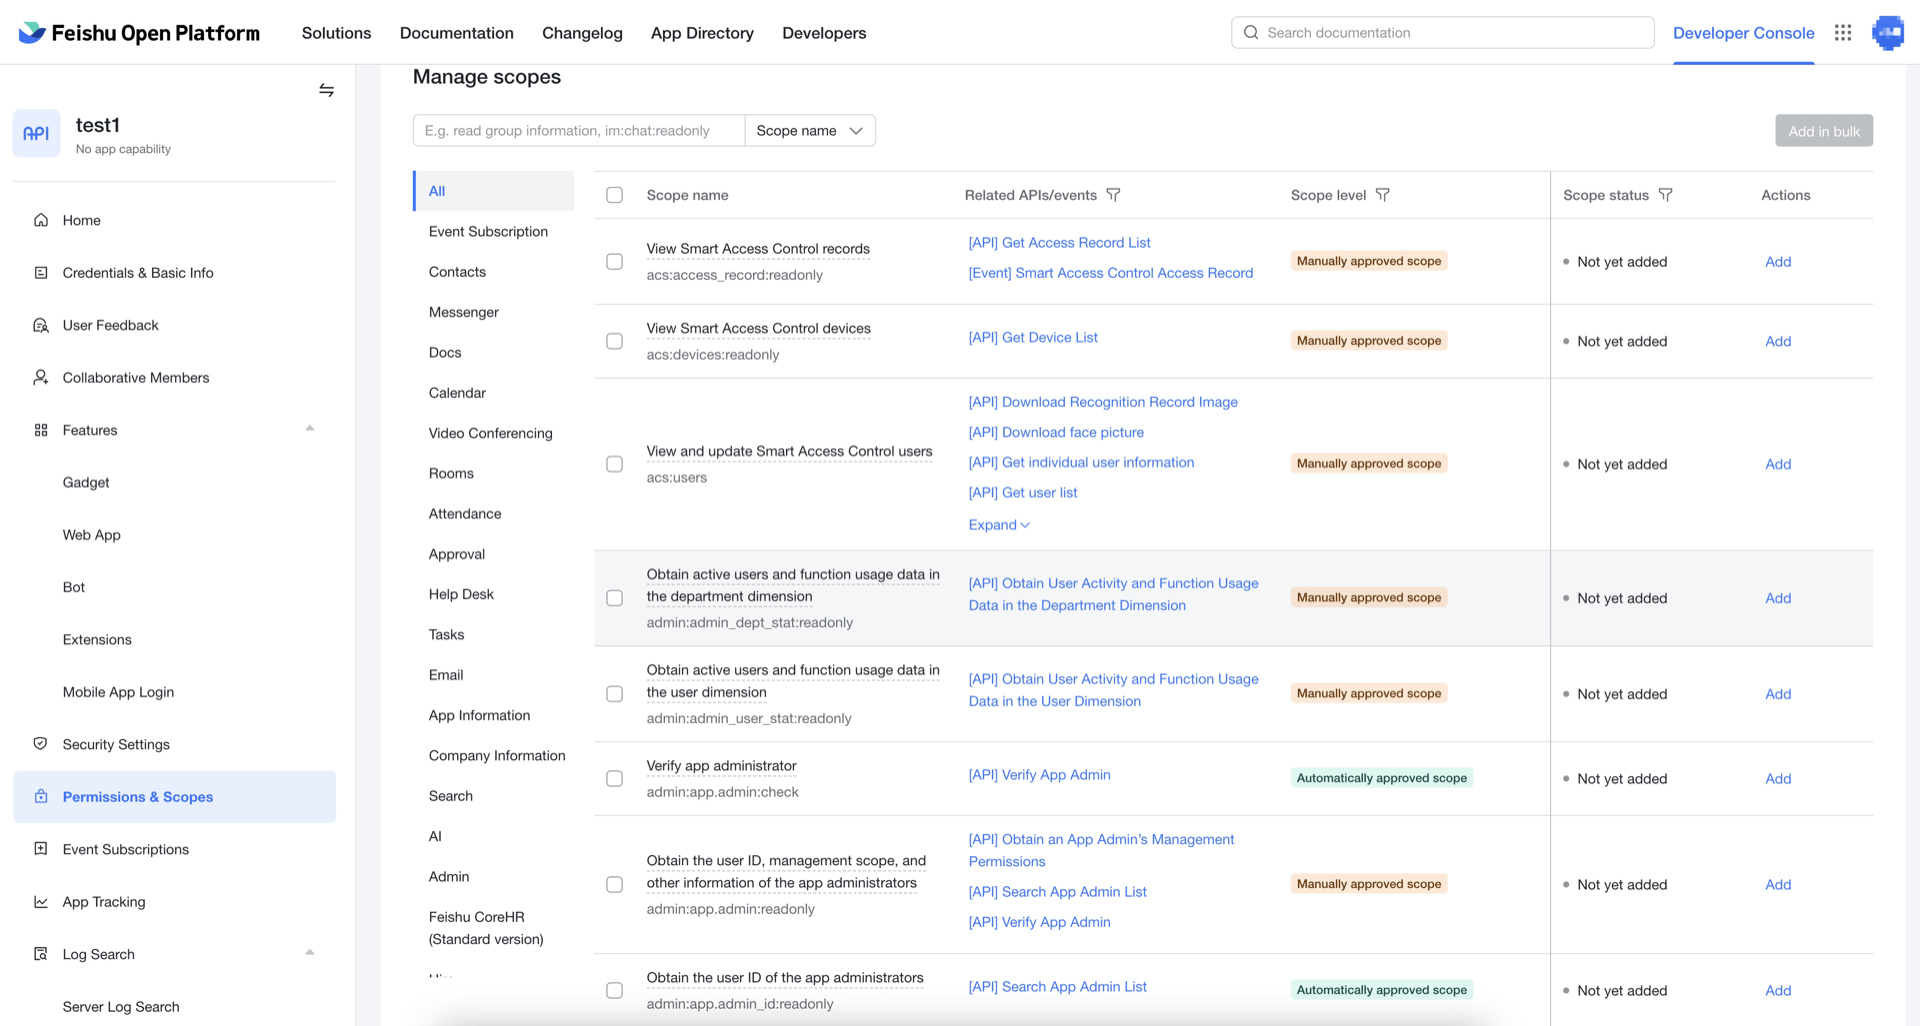 Feishu Open Platform
Solutions
Documentation
Changelog
App Directory
Developers
Search documentation
Developer Console
API
test1
No app capability
Home
Credentials & Basic Info
User Feedback
Collaborative Members
Features
Gadget
Web App
Bot
Extensions
Mobile App Login
Security Settings
Permissions & Scopes
Event Subscriptions
App Tracking
Log Search
Server Log Search
Manage scopes
E.g. read group information, im:chat:readonly
Scope name
Add in bulk
All
Event Subscription
Contacts
Messenger
Docs
Calendar
Video Conferencing
Rooms
Attendance
Approval
Help Desk
Tasks
Email
App Information
Company Information
Search
AI
Admin
Feishu CoreHR
(Standard version)
Scope name
Related APIs/events
Scope level
Scope status
Actions
View Smart Access Control records
acs:access_record:readonly
[API] Get Access Record List
[Event] Smart Access Control Access Record
Manually approved scope
Not yet added
Add
View Smart Access Control devices
acs:devices:readonly
[API] Get Device List
Manually approved scope
Not yet added
Add
View and update Smart Access Control users
acs:users
[API] Download Recognition Record Image
[API] Download face picture
[API] Get individual user information
[API] Get user list
Expand
Manually approved scope
Not yet added
Add
Obtain active users and function usage data in
the department dimension
admin:admin_dept_stat:readonly
[API] Obtain User Activity and Function Usage
Data in the Department Dimension
Manually approved scope
Not yet added
Add
Obtain active users and function usage data in
the user dimension
admin:admin_user_stat:readonly
[API] Obtain User Activity and Function Usage
Data in the User Dimension
Manually approved scope
Not yet added
Add
Verify app administrator
admin:app.admin:check
[API] Verify App Admin
Automatically approved scope
Not yet added
Add
Obtain the user ID, management scope, and
other information of the app administrators
admin:app.admin:readonly
[API] Obtain an App Admin’s Management
Permissions
[API] Search App Admin List
[API] Verify App Admin
Manually approved scope
Not yet added
Add
Obtain the user ID of the app administrators
admin:app.admin_id:readonly
[API] Search App Admin List
Automatically approved scope
Not yet added
Add